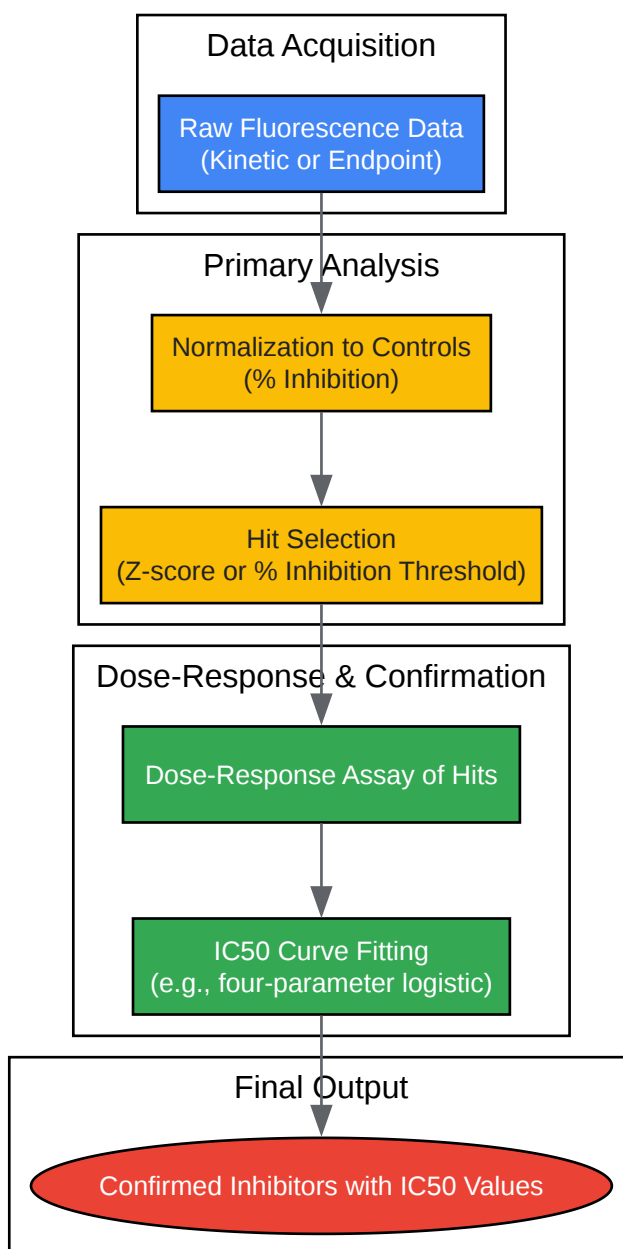 Data Acquisition
Raw Fluorescence Data
(Kinetic or Endpoint)
Primary Analysis
Normalization to Controls
(% Inhibition)
Hit Selection
(Z-score or % Inhibition Threshold)
Dose-Response & Confirmation
Dose-Response Assay of Hits
IC50 Curve Fitting
(e.g., four-parameter logistic)
Final Output
Confirmed Inhibitors with IC50 Values